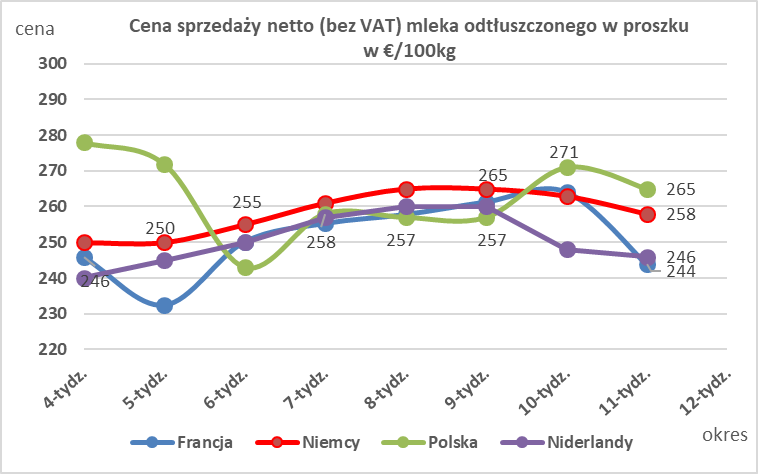 cena
Cena sprzedaży netto (bez VAT) mleka odtłuszczonego w proszku
w €/100kg
300
290
280
270
260
250
240
230
220
246
250
255
258
257
265
257
271
265
258
246
244
4-tydz.
5-tydz.
6-tydz.
7-tydz.
8-tydz.
9-tydz.
10-tydz.
11-tydz.
12-tydz.
okres
Francja Niemcy Polska Niderlandy